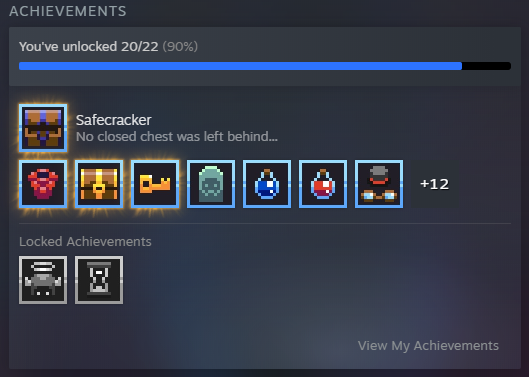 ACHIEVEMENTS
You've unlocked 20/22 (90%)
Safecracker
No closed chest was left behind...
+12
Locked Achievements
View My Achievements